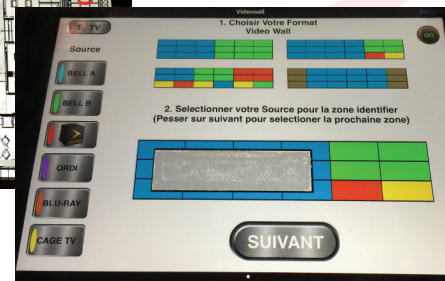 Videowall
TV
1. Choisir Votre Format
Video Wall
on
Source
BELL A
BELL B
ORDI
BLU-RAY
CAGE TV
2. Selectionner votre Source pour la zone identifier
(Pesser sur suivant pour selectioner la prochaine zone)
SUIVANT